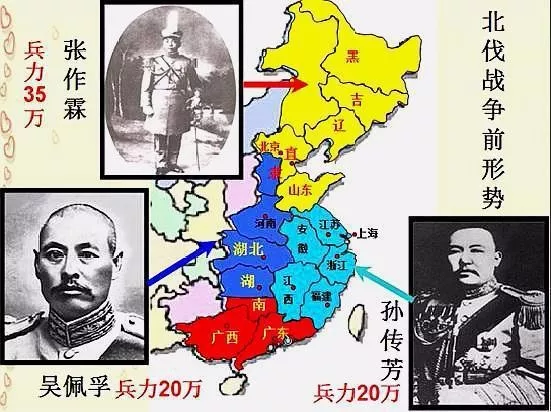 北伐战争前形势
张作霖
兵力35万
黑
吉
辽
北京
直
隶
山东
河南
安徽
江苏
上海
湖北
浙江
湖
南
江西
福建
广西
广东
吴佩孚 兵力20万
孙传芳
兵力20万